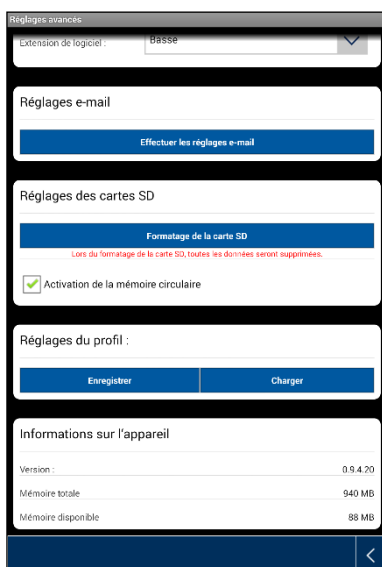 Réglages avancés
Extension de logiciel :
Basse
Réglages e-mail
Effectuer les réglages e-mail
Réglages des cartes SD
Formatage de la carte SD
Lors du formatage de la carte SD, toutes les données seront supprimées.
Activation de la mémoire circulaire
Réglages du profil :
Enregistrer
Charger
Informations sur l'appareil
Version :
0.9.4.20
Mémoire totale
940 MB
Mémoire disponible
88 MB